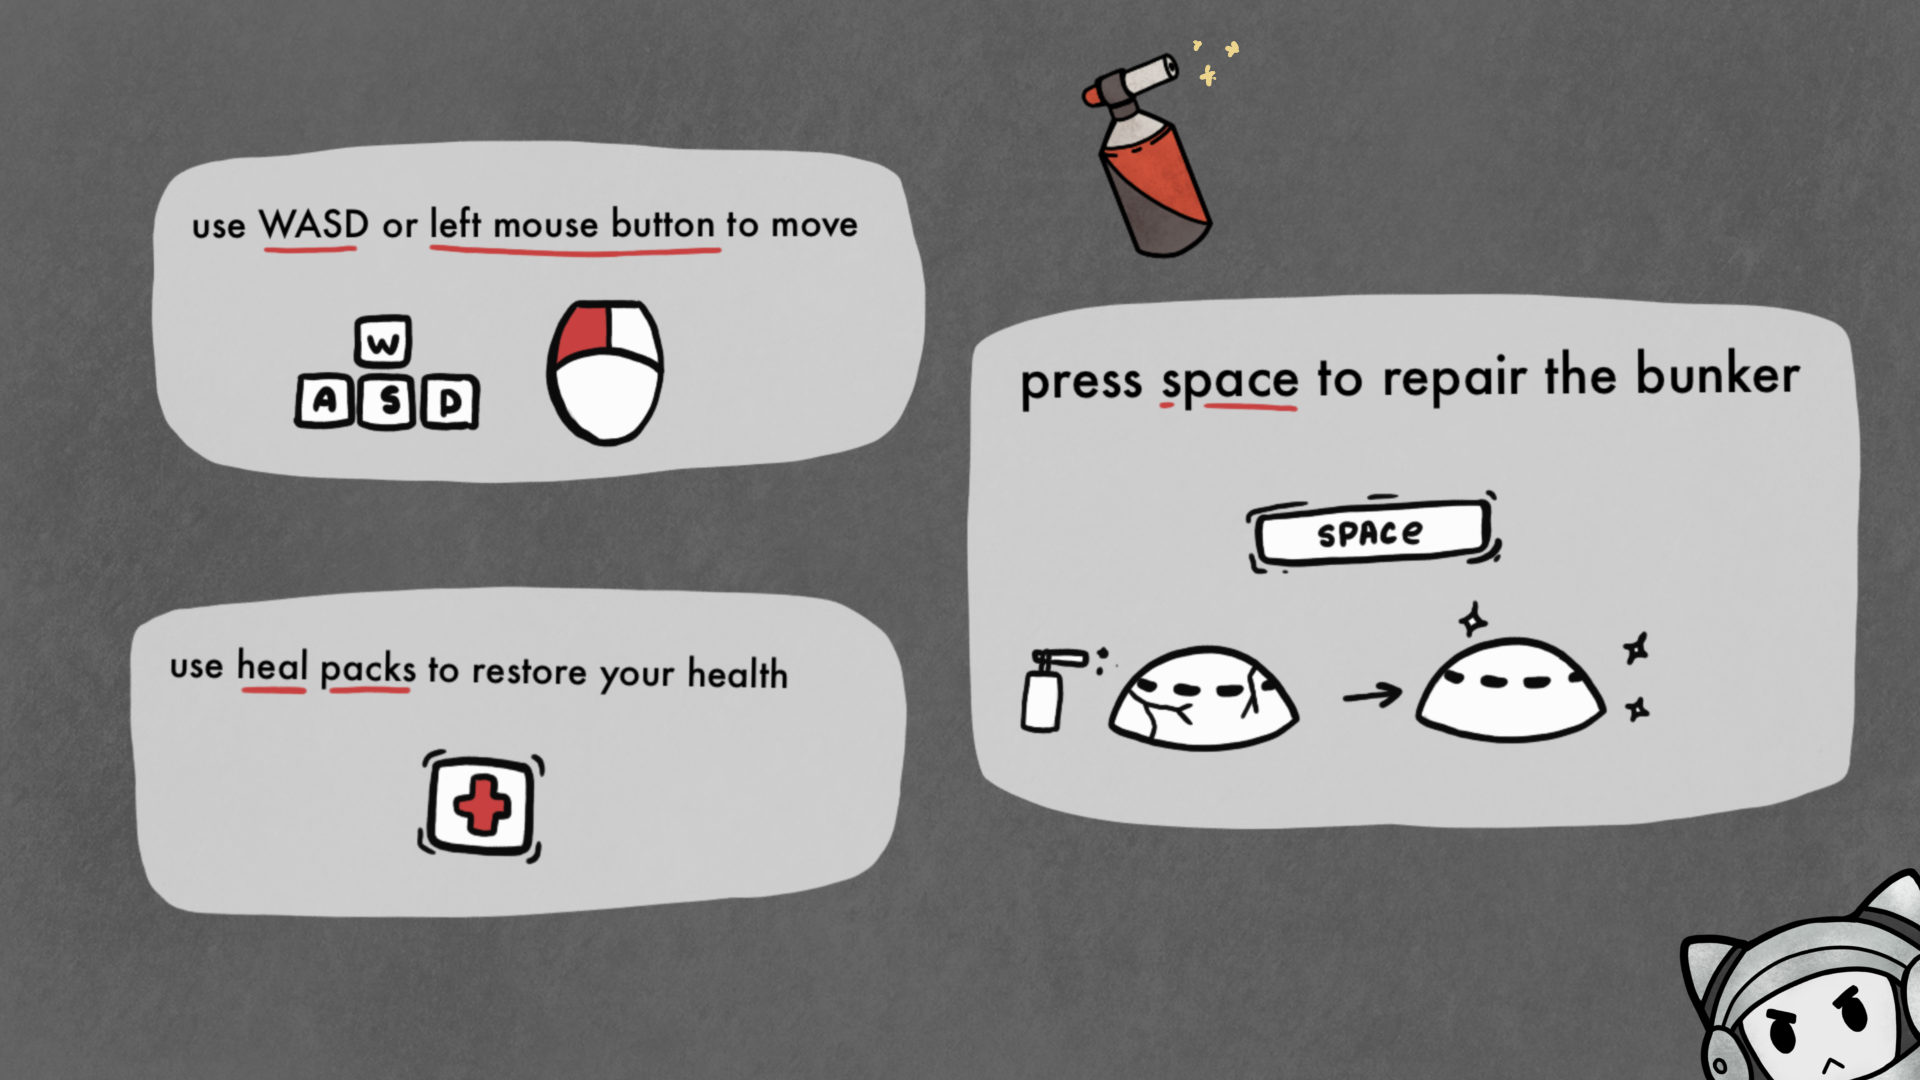 use WASD or left mouse button to move
W
A S D
use heal packs to restore your health
press space to repair the bunker
SPACe